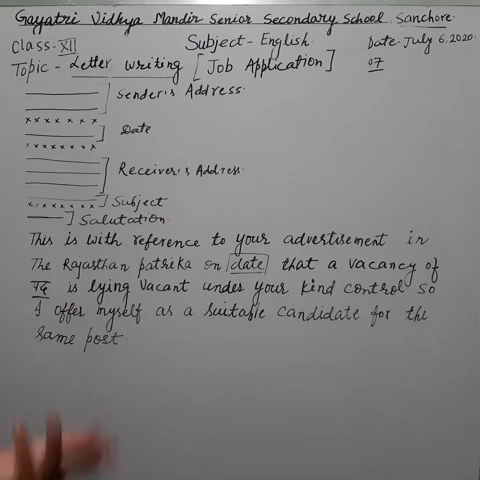 Gayatri Vidhya Mandir Senior Secondary School Sanchore.
Class - XII Subject - English. Date. July 6.2020.
Topic - Letter writing [Job Application] 07
Sender's Address
x x x x x x x x
Date
x x x x x x x
Receiver's Address
x x x x x x x Subject
Salutation.
This is with reference to your advertisement in
The Rajasthan patrika on date that a vacancy of
पद is lying Vacant under your Kind control so
I offer myself as a suitable candidate for the
same post.